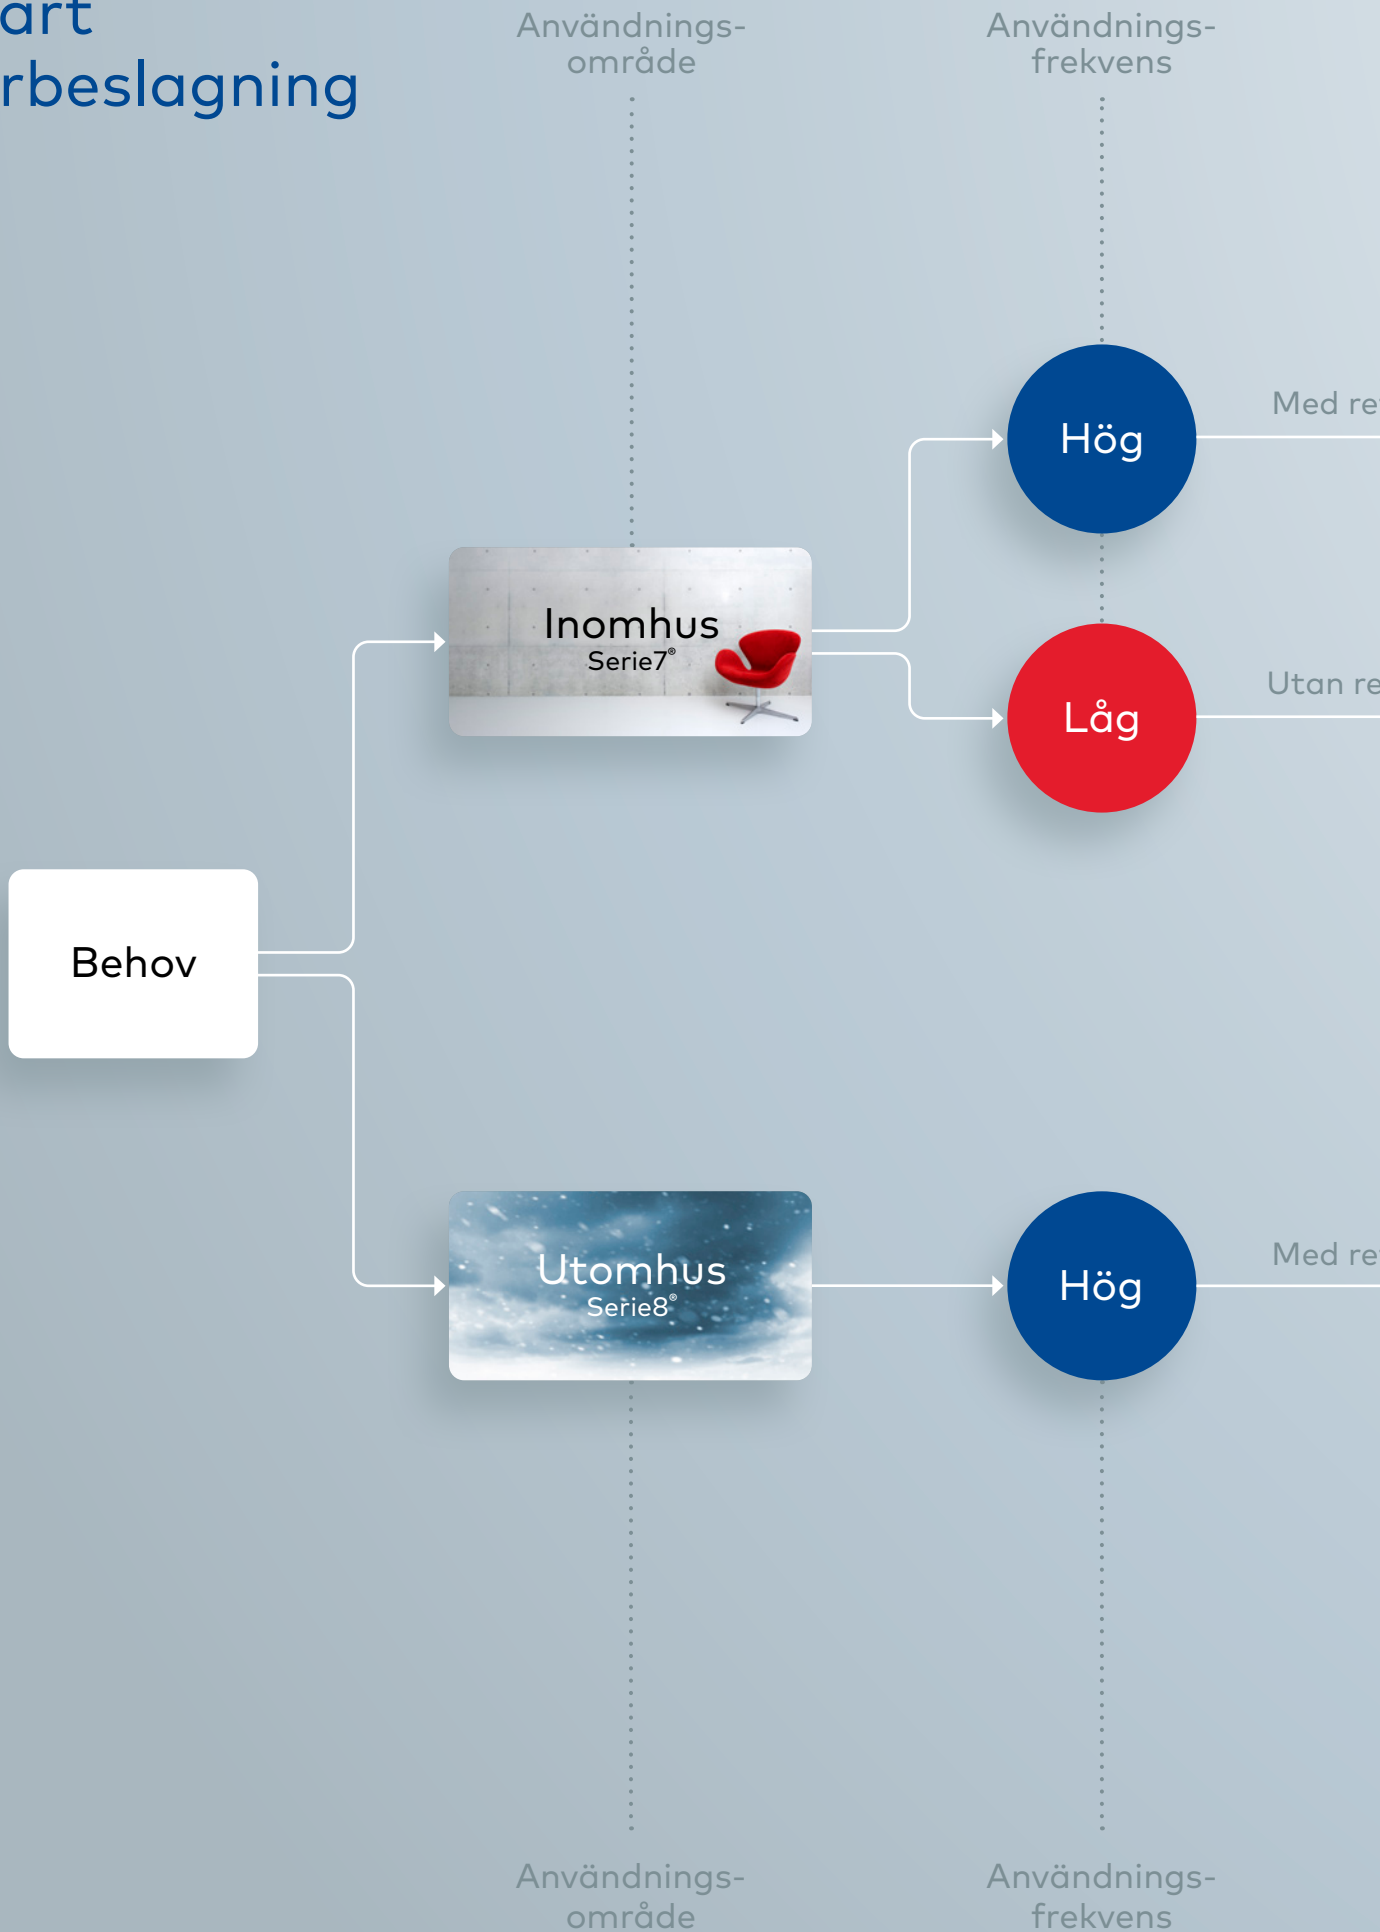 art
rbeslagning
Användnings-
område
Användnings-
frekvens
Hög
Med re
Inomhus
Serie7®
Låg
Utan re
Behov
Utomhus
Serie8®
Hög
Med re
Användnings-
område
Användnings-
frekvens